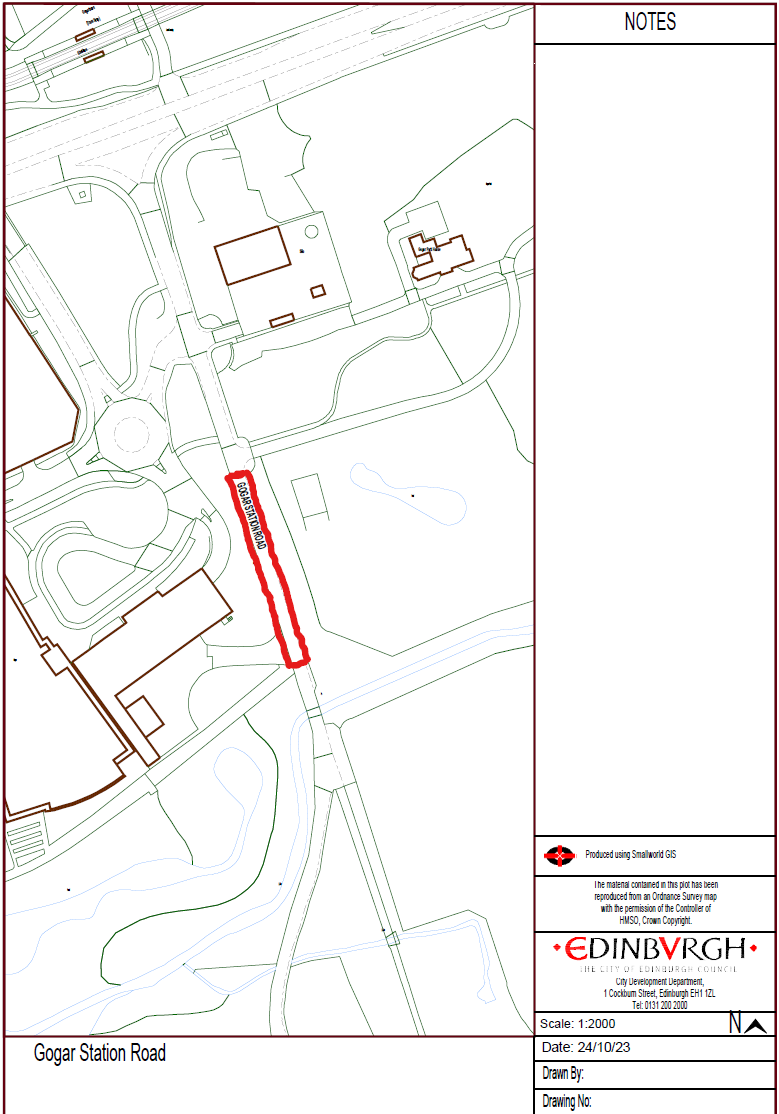 NOTES
GOGAR STATION ROAD
Produced using Smallworld GIS
The material contained in this plot has been
reproduced from an Ordnance Survey map
with the permission of the Controller of
HMSO, Crown Copyright.
EDINBVRGH
THE CITY OF EDINBURGH COUNCIL
City Development Department,
1 Cockburn Street, Edinburgh EH1 1ZL
Tel: 0131 200 2000
Scale: 1:2000
N
Date: 24/10/23
Drawn By:
Drawing No:
Gogar Station Road